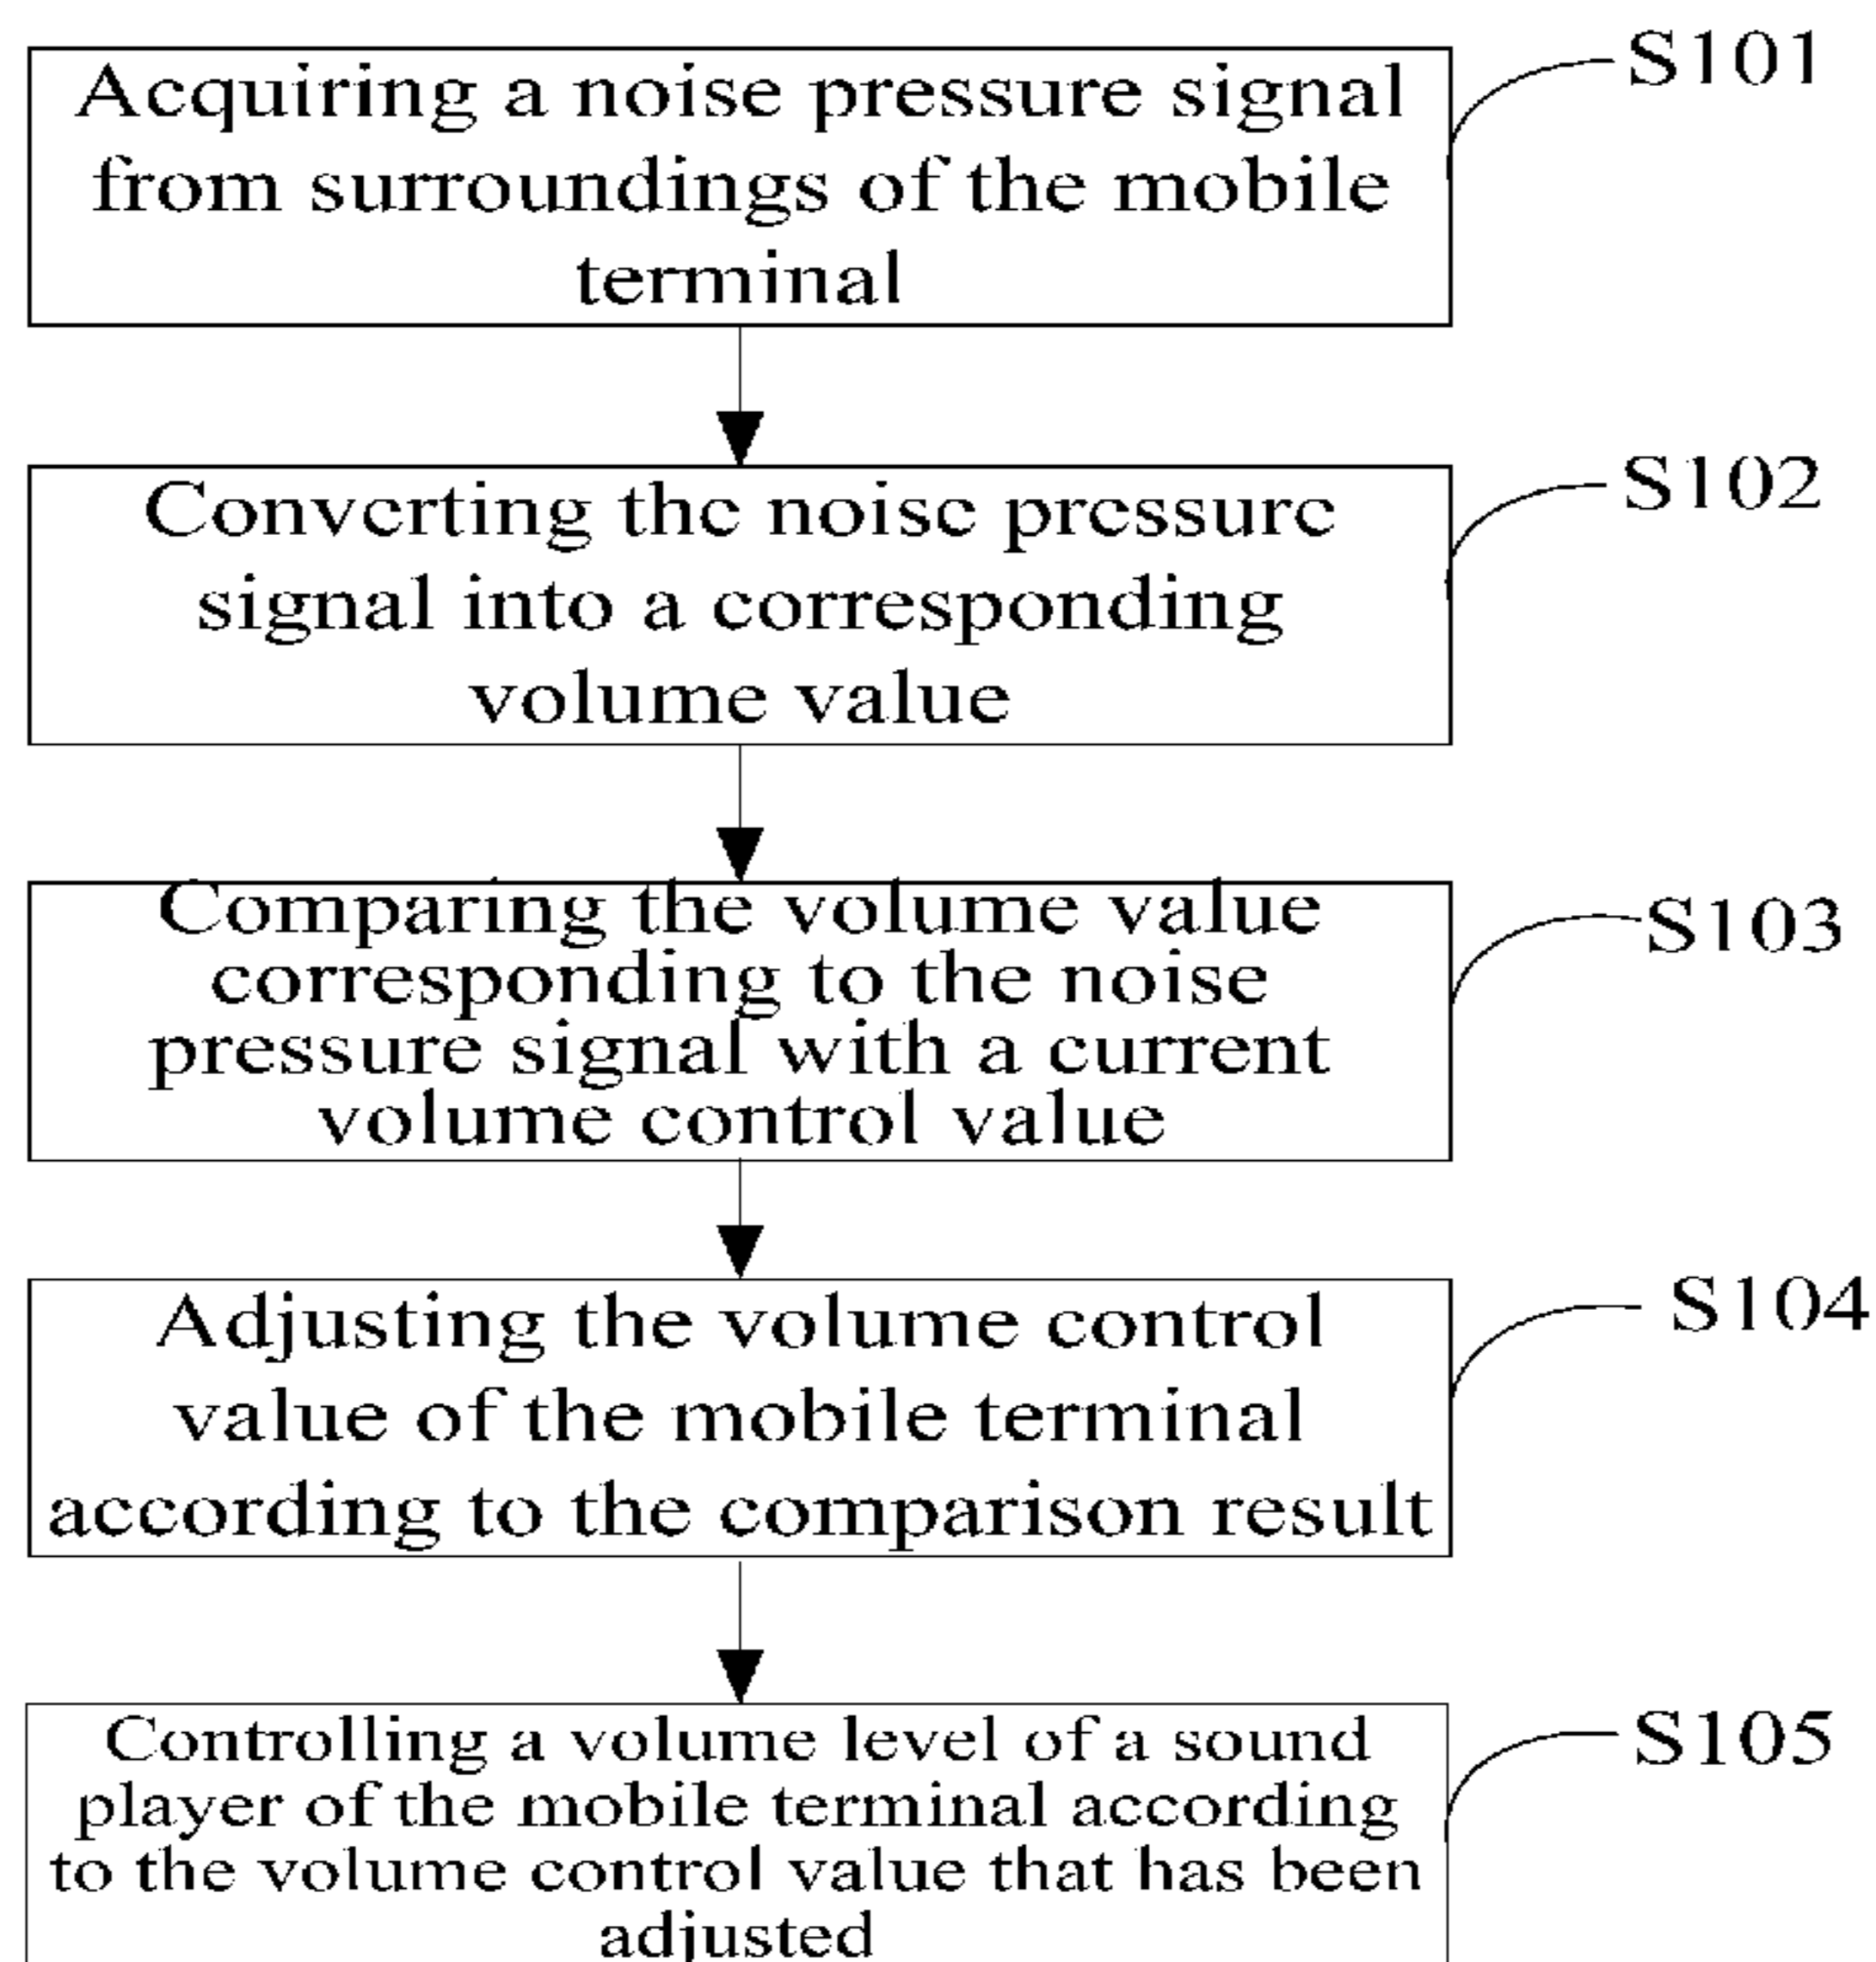 Acquiring a noise pressure signal
from surroundings of the mobile
terminal
S101
Converting the noise pressure
signal into a corresponding
volume value
S102
Comparing the volume value
corresponding to the noise
pressure signal with a current
volume control value
S103
Adjusting the volume control
value of the mobile terminal
according to the comparison result
S104
Controlling a volume level of a sound
player of the mobile terminal according
to the volume control value that has been
adjusted
S105